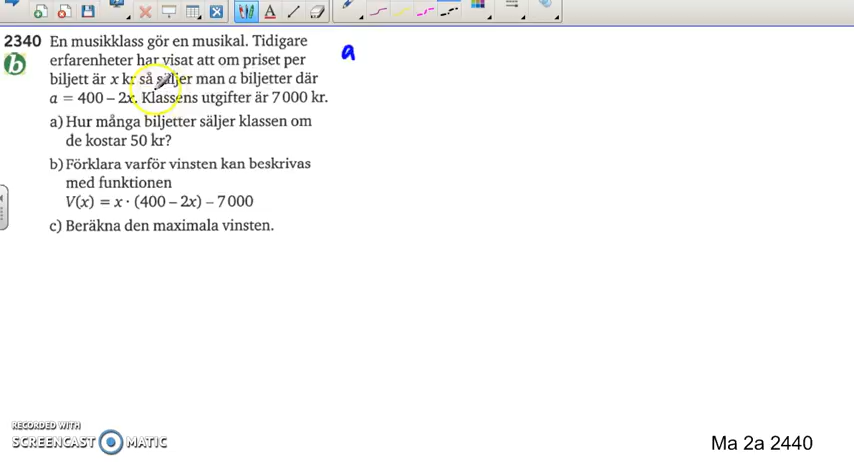 2340 En musikklass gör en musikal. Tidigare
erfarenheter har visat att om priset per
b biljett är x kr så säljer man a biljetter där
a = 400 – 2x. Klassens utgifter är 7 000 kr.
a) Hur många biljetter säljer klassen om
de kostar 50 kr?
b) Förklara varför vinsten kan beskrivas
med funktionen
V(x) = x · (400 – 2x) – 7 000
c) Beräkna den maximala vinsten.
a
A
RECORDED WITH
SCREENCAST MATIC
Ma 2a 2440